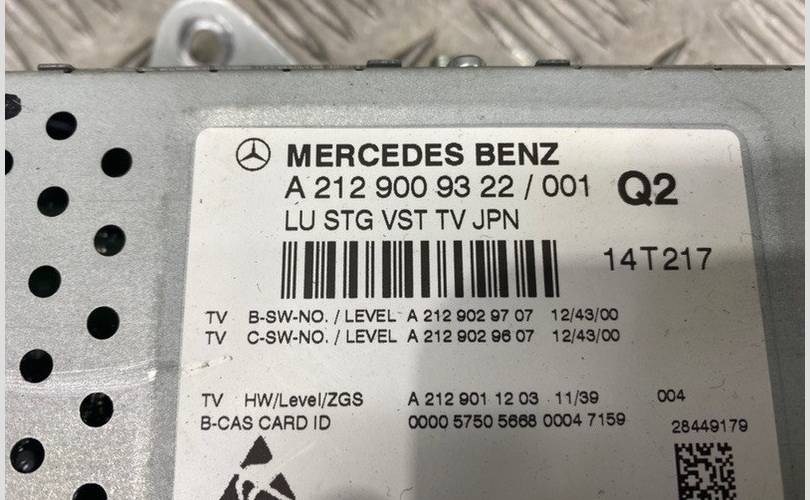 MERCEDES BENZ
A 212 900 93 22 / 001 Q2
LU STG VST TV JPN
14T217
TV B-SW-NO. / LEVEL A 212 902 97 07 12/43/00
TV C-SW-NO. / LEVEL A 212 902 96 07 12/43/00
TV HW/Level/ZGS A 212 901 12 03 11/39 004
B-CAS CARD ID 0000 5750 5668 0004 7159
28449179